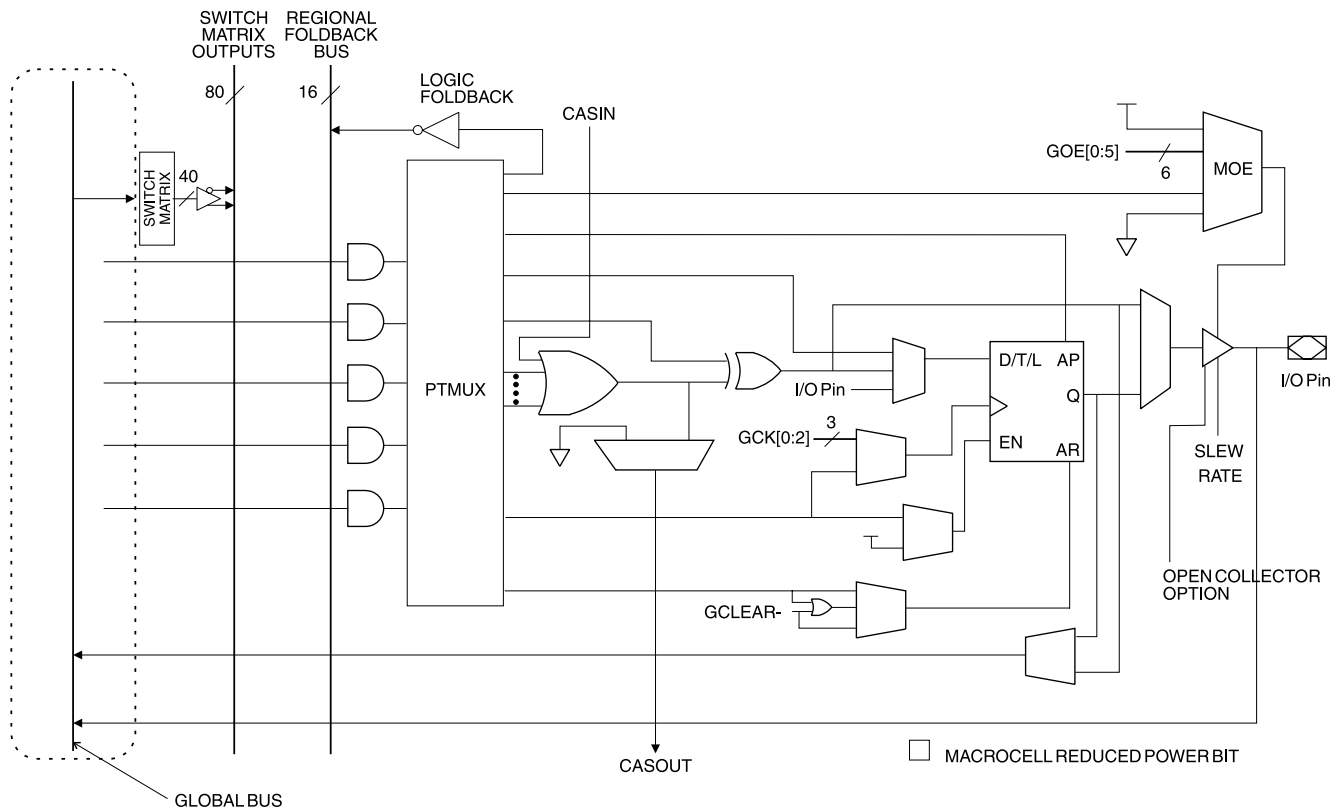 SWITCH
MATRIX
OUTPUTS
REGIONAL
FOLDBACK
BUS
80
16
LOGIC
FOLDBACK
CASIN
GOE[0:5]
6
MOE
SWITCH
MATRIX
40
PTMUX
D/T/L
AP
Q
EN
AR
I/O Pin
I/O Pin
GCK[0:2]
3
SLEW
RATE
OPEN COLLECTOR
OPTION
GCLEAR-
CASOUT
MACROCELL REDUCED POWER BIT
GLOBAL BUS